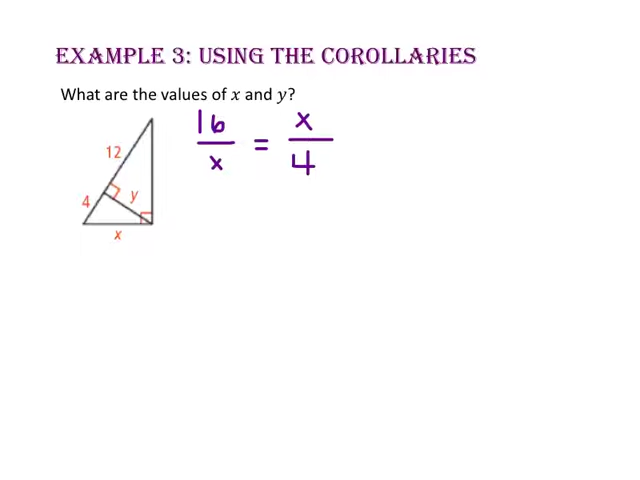 Example 3: Using the Corollaries
What are the values of x and y?
16/x = x/4
12
4
y
x